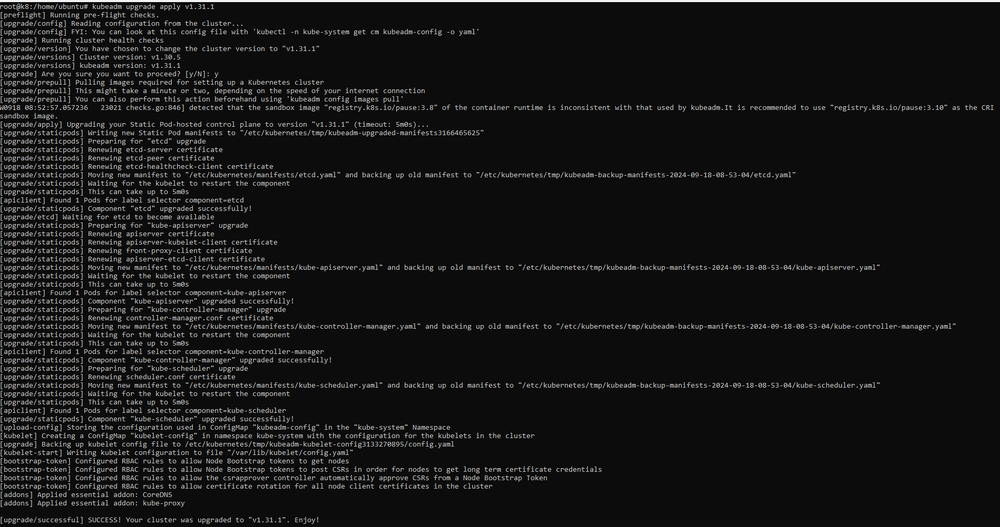 root@k8:/home/ubuntu# kubeadm upgrade apply v1.31.1
[preflight] Running pre-flight checks.
[upgrade/config] Reading configuration from the cluster...
[upgrade/config] FYI: You can look at this config file with 'kubectl -n kube-system get cm kubeadm-config -o yaml'
[upgrade] Running cluster health checks
[upgrade/version] You have chosen to change the cluster version to "v1.31.1"
[upgrade/versions] Cluster version: v1.30.5
[upgrade/versions] kubeadm version: v1.31.1
[upgrade] Are you sure you want to proceed? [y/N]: y
[upgrade/prepull] Pulling images required for setting up a Kubernetes cluster
[upgrade/prepull] This might take a minute or two, depending on the speed of your internet connection
[upgrade/prepull] You can also perform this action beforehand using 'kubeadm config images pull'
W0918 08:52:57.057236   23021 checks.go:846] detected that the sandbox image "registry.k8s.io/pause:3.8" of the container runtime is inconsistent with that used by kubeadm.It is recommended to use "registry.k8s.io/pause:3.10" as the CRI
sandbox image.
[upgrade/apply] Upgrading your Static Pod-hosted control plane to version "v1.31.1" (timeout: 5m0s)...
[upgrade/staticpods] Writing new Static Pod manifests to "/etc/kubernetes/tmp/kubeadm-upgraded-manifests3166465625"
[upgrade/staticpods] Preparing for "etcd" upgrade
[upgrade/staticpods] Renewing etcd-server certificate
[upgrade/staticpods] Renewing etcd-peer certificate
[upgrade/staticpods] Renewing etcd-healthcheck-client certificate
[upgrade/staticpods] Moving new manifest to "/etc/kubernetes/manifests/etcd.yaml" and backing up old manifest to "/etc/kubernetes/tmp/kubeadm-backup-manifests-2024-09-18-08-53-04/etcd.yaml"
[upgrade/staticpods] Waiting for the kubelet to restart the component
[upgrade/staticpods] This can take up to 5m0s
[apiclient] Found 1 Pods for label selector component=etcd
[upgrade/staticpods] Component "etcd" upgraded successfully!
[upgrade/etcd] Waiting for etcd to become available
[upgrade/staticpods] Preparing for "kube-apiserver" upgrade
[upgrade/staticpods] Renewing apiserver certificate
[upgrade/staticpods] Renewing apiserver-kubelet-client certificate
[upgrade/staticpods] Renewing front-proxy-client certificate
[upgrade/staticpods] Renewing apiserver-etcd-client certificate
[upgrade/staticpods] Moving new manifest to "/etc/kubernetes/manifests/kube-apiserver.yaml" and backing up old manifest to "/etc/kubernetes/tmp/kubeadm-backup-manifests-2024-09-18-08-53-04/kube-apiserver.yaml"
[upgrade/staticpods] Waiting for the kubelet to restart the component
[upgrade/staticpods] This can take up to 5m0s
[apiclient] Found 1 Pods for label selector component=kube-apiserver
[upgrade/staticpods] Component "kube-apiserver" upgraded successfully!
[upgrade/staticpods] Preparing for "kube-controller-manager" upgrade
[upgrade/staticpods] Renewing controller-manager.conf certificate
[upgrade/staticpods] Moving new manifest to "/etc/kubernetes/manifests/kube-controller-manager.yaml" and backing up old manifest to "/etc/kubernetes/tmp/kubeadm-backup-manifests-2024-09-18-08-53-04/kube-controller-manager.yaml"
[upgrade/staticpods] Waiting for the kubelet to restart the component
[upgrade/staticpods] This can take up to 5m0s
[apiclient] Found 1 Pods for label selector component=kube-controller-manager
[upgrade/staticpods] Component "kube-controller-manager" upgraded successfully!
[upgrade/staticpods] Preparing for "kube-scheduler" upgrade
[upgrade/staticpods] Renewing scheduler.conf certificate
[upgrade/staticpods] Moving new manifest to "/etc/kubernetes/manifests/kube-scheduler.yaml" and backing up old manifest to "/etc/kubernetes/tmp/kubeadm-backup-manifests-2024-09-18-08-53-04/kube-scheduler.yaml"
[upgrade/staticpods] Waiting for the kubelet to restart the component
[upgrade/staticpods] This can take up to 5m0s
[apiclient] Found 1 Pods for label selector component=kube-scheduler
[upgrade/staticpods] Component "kube-scheduler" upgraded successfully!
[upload-config] Storing the configuration used in ConfigMap "kubeadm-config" in the "kube-system" Namespace
[kubelet] Creating a ConfigMap "kubelet-config" in namespace kube-system with the configuration for the kubelets in the cluster
[upgrade] Backing up kubelet config file to /etc/kubernetes/tmp/kubeadm-kubelet-config3133270895/config.yaml
[kubelet-start] Writing kubelet configuration to file "/var/lib/kubelet/config.yaml"
[bootstrap-token] Configured RBAC rules to allow Node Bootstrap tokens to get nodes
[bootstrap-token] Configured RBAC rules to allow Node Bootstrap tokens to post CSRs in order for nodes to get long term certificate credentials
[bootstrap-token] Configured RBAC rules to allow the csrapprover controller automatically approve CSRs from a Node Bootstrap Token
[bootstrap-token] Configured RBAC rules to allow certificate rotation for all node client certificates in the cluster
[addons] Applied essential addon: CoreDNS
[addons] Applied essential addon: kube-proxy
[upgrade/successful] SUCCESS! Your cluster was upgraded to "v1.31.1". Enjoy!